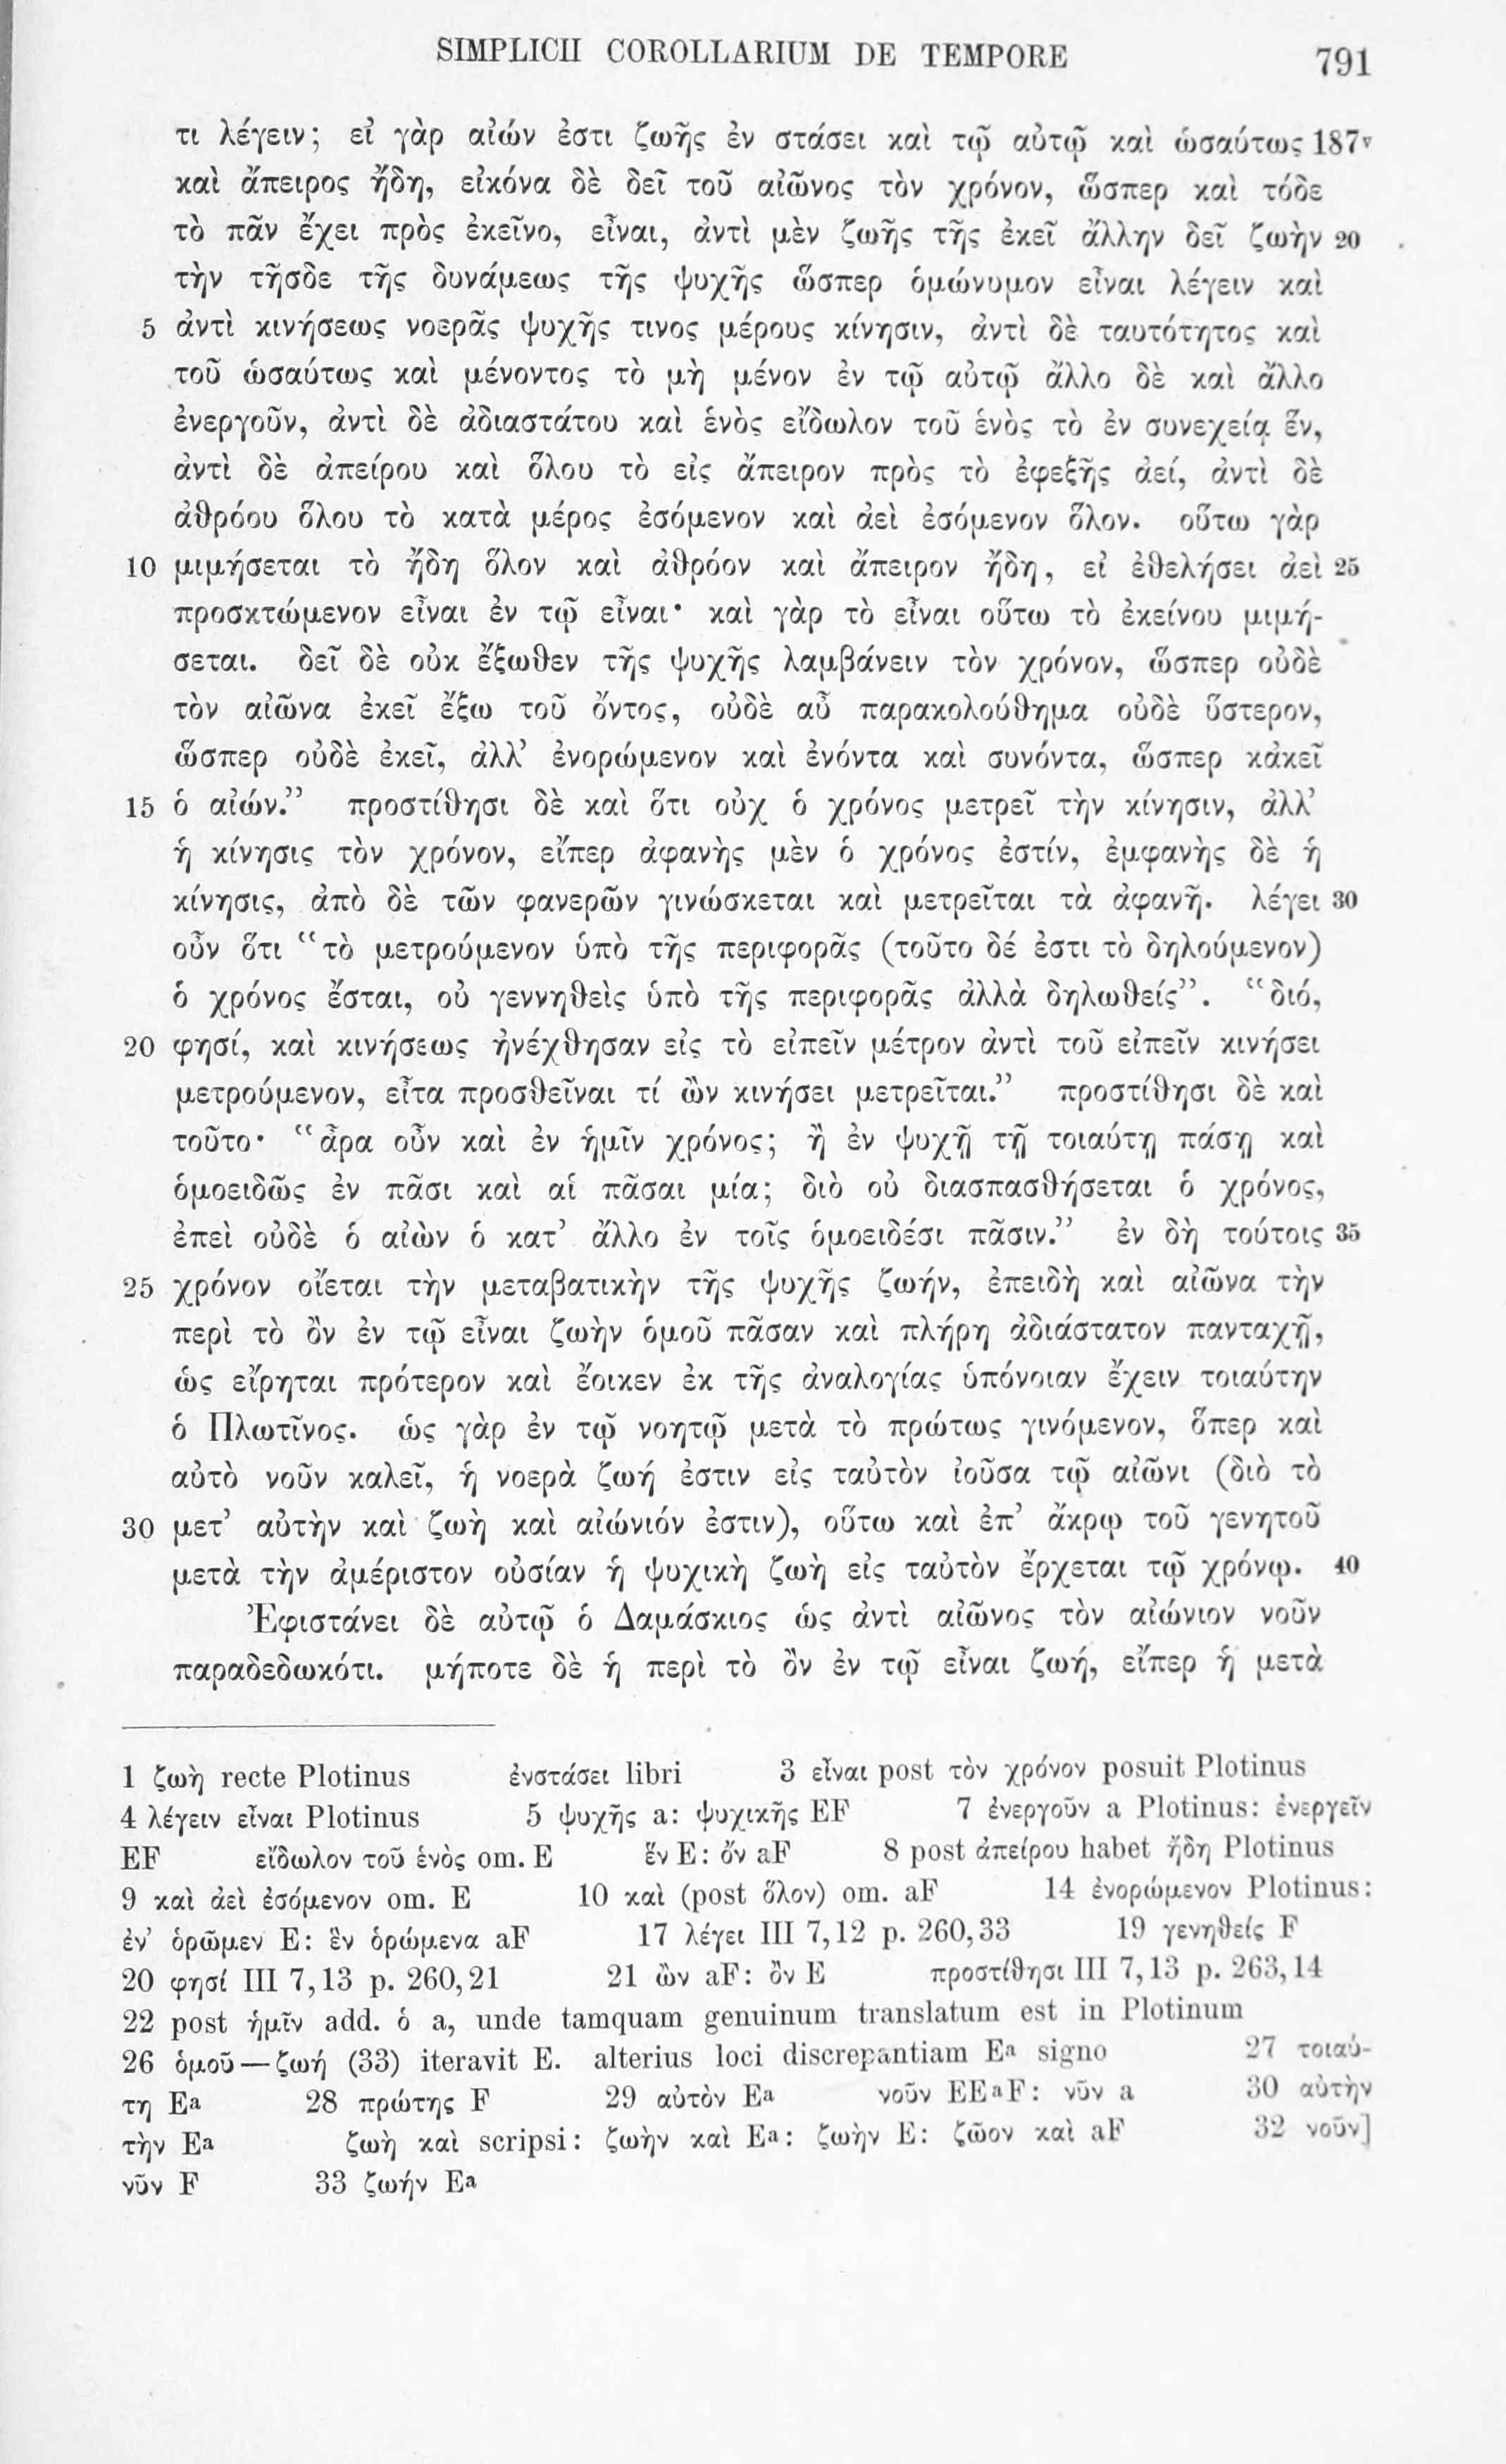 SIMPLICII COROLLARIUM DE TEMPORE 791
τι λέγειν; εἰ γὰρ αἰών ἐστι ζωῆς ἐν στάσει καὶ τῷ αὐτῷ καὶ ὡσαύτως 187v
καὶ ἄπειρος ἤδη, εἰκόνα δὲ δεῖ τοῦ αἰῶνος τὸν χρόνον, ὥσπερ καὶ τόδε
τὸ πᾶν ἔχει πρὸς ἐκεῖνο, εἶναι, ἀντὶ μὲν ζωῆς τῆς ἐκεῖ ἄλλην δεῖ ζωὴν 20
τὴν τῆσδε τῆς δυνάμεως τῆς ψυχῆς ὥσπερ ὁμώνυμον εἶναι λέγειν καὶ
5 ἀντὶ κινήσεως νοερᾶς ψυχῆς τινος μέρους κίνησιν, ἀντὶ δὲ ταυτότητος καὶ
τοῦ ὡσαύτως καὶ μένοντος τὸ μὴ μένον ἐν τῷ αὐτῷ ἄλλο δὲ καὶ ἄλλο
ἐνεργοῦν, ἀντὶ δὲ ἀδιαστάτου καὶ ἑνὸς εἴδωλον τοῦ ἑνὸς τὸ ἐν συνεχείᾳ ἕν,
ἀντὶ δὲ ἀπείρου καὶ ὅλου τὸ εἰς ἄπειρον πρὸς τὸ ἐφεξῆς ἀεί, ἀντὶ δὲ
ἀθρόου ὅλου τὸ κατὰ μέρος ἐσόμενον καὶ ἀεὶ ἐσόμενον ὅλον. οὕτω γὰρ
10 μιμήσεται τὸ ἤδη ὅλον καὶ ἀθρόον καὶ ἄπειρον ἤδη, εἰ ἐθελήσει ἀεὶ 25
προσκτώμενον εἶναι ἐν τῷ εἶναι· καὶ γὰρ τὸ εἶναι οὕτω τὸ ἐκείνου μιμή-
σεται. δεῖ δὲ οὐκ ἔξωθεν τῆς ψυχῆς λαμβάνειν τὸν χρόνον, ὥσπερ οὐδὲ
τὸν αἰῶνα ἐκεῖ ἔξω τοῦ ὄντος, οὐδὲ αὖ παρακολούθημα οὐδὲ ὕστερον,
ὥσπερ οὐδὲ ἐκεῖ, ἀλλ’ ἐνορώμενον καὶ ἐνόντα καὶ συνόντα, ὥσπερ κἀκεῖ
15 ὁ αἰών.” προστίθησι δὲ καὶ ὅτι οὐχ ὁ χρόνος μετρεῖ τὴν κίνησιν, ἀλλ’
ἡ κίνησις τὸν χρόνον, εἴπερ ἀφανὴς μὲν ὁ χρόνος ἐστίν, ἐμφανὴς δὲ ἡ
κίνησις, ἀπὸ δὲ τῶν φανερῶν γινώσκεται καὶ μετρεῖται τὰ ἀφανῆ. λέγει 30
οὖν ὅτι “τὸ μετρούμενον ὑπὸ τῆς περιφορᾶς (τοῦτο δέ ἐστι τὸ δηλούμενον)
ὁ χρόνος ἔσται, οὐ γεννηθεὶς ὑπὸ τῆς περιφορᾶς ἀλλὰ δηλωθείς”. “διό,
20 φησί, καὶ κινήσεως ἠνέχθησαν εἰς τὸ εἰπεῖν μέτρον ἀντὶ τοῦ εἰπεῖν κινήσει
μετρούμενον, εἶτα προσθεῖναι τί ὢν κινήσει μετρεῖται.” προστίθησι δὲ καὶ
τοῦτο· “ἆρα οὖν καὶ ἐν ἡμῖν χρόνος; ἢ ἐν ψυχῇ τῇ τοιαύτῃ πάσῃ καὶ
ὁμοειδῶς ἐν πᾶσι καὶ αἱ πᾶσαι μία; διὸ οὐ διασπασθήσεται ὁ χρόνος,
ἐπεὶ οὐδὲ ὁ αἰὼν ὁ κατ’ ἄλλο ἐν τοῖς ὁμοειδέσι πᾶσιν.” ἐν δὴ τούτοις 35
25 χρόνον οἴεται τὴν μεταβατικὴν τῆς ψυχῆς ζωήν, ἐπειδὴ καὶ αἰῶνα τὴν
περὶ τὸ ὂν ἐν τῷ εἶναι ζωὴν ὁμοῦ πᾶσαν καὶ πλήρη ἀδιάστατον πανταχῇ,
ὡς εἴρηται πρότερον καὶ ἔοικεν ἐκ τῆς ἀναλογίας ὑπόνοιαν ἔχειν τοιαύτην
ὁ Πλωτῖνος. ὡς γὰρ ἐν τῷ νοητῷ μετὰ τὸ πρώτως γινόμενον, ὅπερ καὶ
αὐτὸ νοῦν καλεῖ, ἡ νοερὰ ζωή ἐστιν εἰς ταὐτὸν ἰοῦσα τῷ αἰῶνι (διὸ τὸ
30 μετ’ αὐτὴν καὶ ζωὴ καὶ αἰώνιόν ἐστιν), οὕτω καὶ ἐπ’ ἄκρῳ τοῦ γενητοῦ
μετὰ τὴν ἀμέριστον οὐσίαν ἡ ψυχικὴ ζωὴ εἰς ταὐτὸν ἔρχεται τῷ χρόνῳ. 40
Ἐφιστάνει δὲ αὐτῷ ὁ Δαμάσκιος ὡς ἀντὶ αἰῶνος τὸν αἰώνιον νοῦν
παραδεδωκότι. μήποτε δὲ ἡ περὶ τὸ ὂν ἐν τῷ εἶναι ζωή, εἴπερ ἡ μετὰ
1 ζωὴ recte Plotinus ἐνστάσει libri 3 εἶναι post τὸν χρόνον posuit Plotinus
4 λέγειν εἶναι Plotinus 5 ψυχῆς a: ψυχικῆς EF 7 ἐνεργοῦν a Plotinus: ἐνεργεῖν
EF εἴδωλον τοῦ ἑνὸς om. E ἕν E: ὄν aF 8 post ἀπείρου habet ἤδη Plotinus
9 καὶ ἀεὶ ἐσόμενον om. E 10 καὶ (post ὅλον) om. aF 14 ἐνορώμενον Plotinus:
ἐν’ ὁρῶμεν E: ἓν ὁρώμενα aF 17 λέγει III 7,12 p. 260,33 19 γενηθείς F
20 φησί III 7,13 p. 260,21 21 ὢν aF: ὂν E προστίθησι III 7,13 p. 263,14
22 post ἡμῖν add. ὁ a, unde tamquam genuinum translatum est in Plotinum
26 ὁμοῦ — ζωή (33) iteravit E. alterius loci discrepantiam Ea signo 27 τοιαύ-
τη Ea 28 πρώτης F 29 αὐτὸν Ea νοῦν EEaF: νῦν a 30 αὐτὴν
τὴν Ea ζωὴ καὶ scripsi: ζωὴν καὶ Ea: ζωὴν E: ζῶον καὶ aF 32 νοῦν]
νῦν F 33 ζωήν Ea